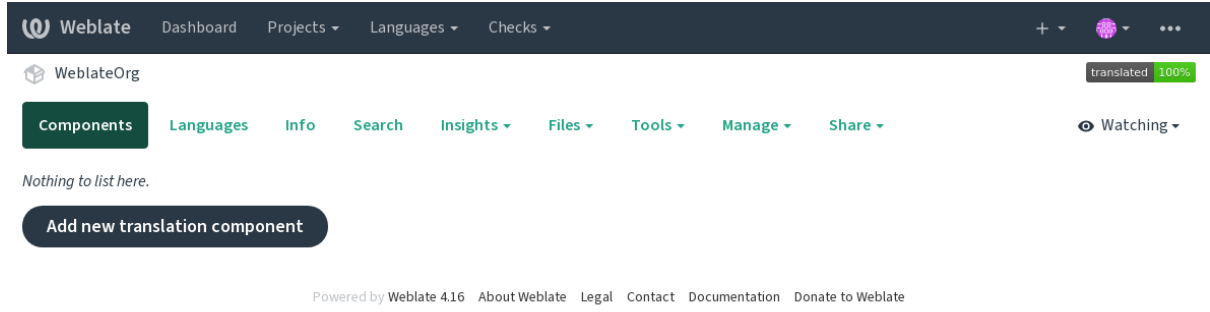 Weblate Dashboard Projects Languages Checks
WeblateOrg translated 100%
Components Languages Info Search Insights Files Tools Manage Share Watching
Nothing to list here.
Add new translation component
Powered by Weblate 4.16 About Weblate Legal Contact Documentation Donate to Weblate